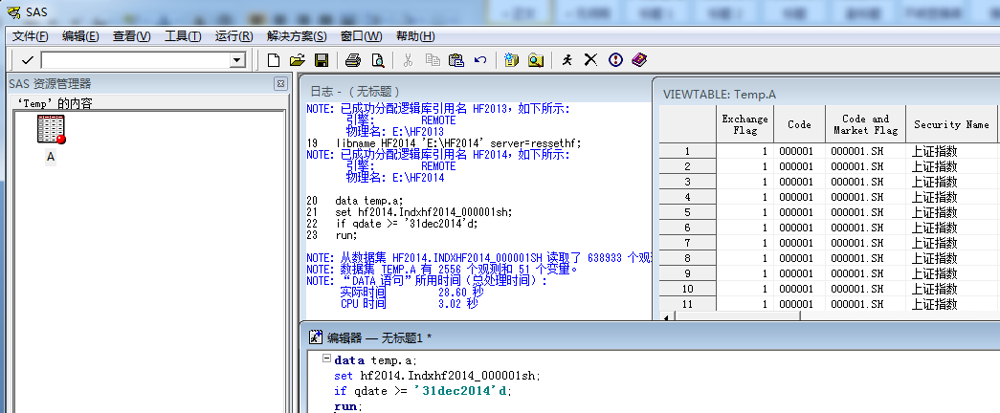 SAS
文件(F) 编辑(E) 查看(V) 工具(T) 运行(R) 解决方案(S) 窗口(W) 帮助(H)
SAS 资源管理器
‘Temp’的内容
A
日志 - （无标题）
NOTE: 已成功分配逻辑库引用名 HF2013，如下所示:
引擎: REMOTE
物理名: E:\HF2013
19 libname HF2014 'E:\HF2014' server=ressethf;
NOTE: 已成功分配逻辑库引用名 HF2014，如下所示:
引擎: REMOTE
物理名: E:\HF2014
20 data temp.a;
21 set hf2014.Indxhf2014_000001sh;
22 if qdate >= '31dec2014'd;
23 run;
NOTE: 从数据集 HF2014.INDXHF2014_000001SH 读取了 638933 个观
NOTE: 数据集 TEMP.A 有 2556 个观测和 51 个变量。
NOTE: “DATA 语句”所用时间（总处理时间）:
实际时间 28.60 秒
CPU 时间 3.02 秒
VIEWTABLE: Temp.A
Exchange Flag Code Code and Market Flag Security Name
1 1 000001 000001.SH 上证指数
2 1 000001 000001.SH 上证指数
3 1 000001 000001.SH 上证指数
4 1 000001 000001.SH 上证指数
5 1 000001 000001.SH 上证指数
6 1 000001 000001.SH 上证指数
7 1 000001 000001.SH 上证指数
8 1 000001 000001.SH 上证指数
9 1 000001 000001.SH 上证指数
10 1 000001 000001.SH 上证指数
11 1 000001 000001.SH 上证指数
编辑器 — 无标题1 *
data temp.a;
set hf2014.Indxhf2014_000001sh;
if qdate >= '31dec2014'd;
run;